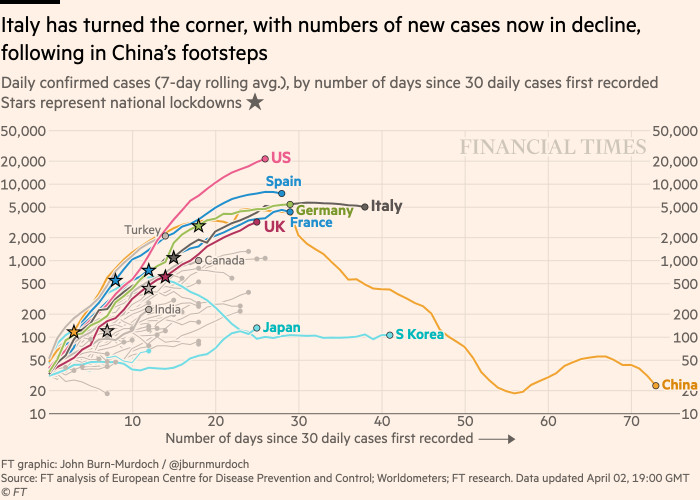 Italy has turned the corner, with numbers of new cases now in decline,
following in China's footsteps
Daily confirmed cases (7-day rolling avg.), by number of days since 30 daily cases first recorded
Stars represent national lockdowns ★
50,000 50,000
FINANCIAL TIMES
20,000 20,000
US
10,000 10,000
Spain
5,000 5,000
Germany
Italy
France
UK
Turkey
2,000 2,000
1,000 1,000
Canada
500 500
200 200
India
100 100
Japan
S Korea
50 50
20 20
China
10 10
10 20 30 40 50 60 70
Number of days since 30 daily cases first recorded
FT graphic: John Burn-Murdoch / @jburnmurdoch
Source: FT analysis of European Centre for Disease Prevention and Control; Worldometers; FT research. Data updated April 02, 19:00 GMT
© FT